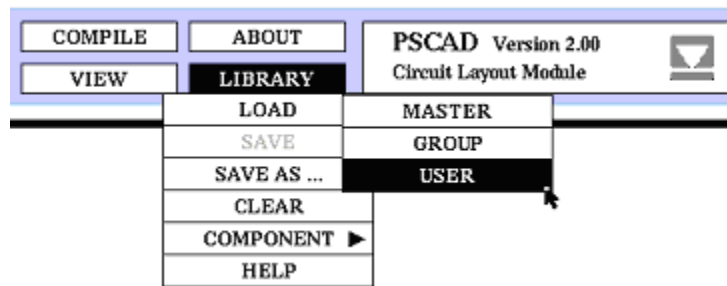 COMPILE ABOUT PSCAD Version 2.00
VIEW LIBRARY Circuit Layout Module
LOAD MASTER
SAVE GROUP
SAVE AS ... USER
CLEAR
COMPONENT
HELP